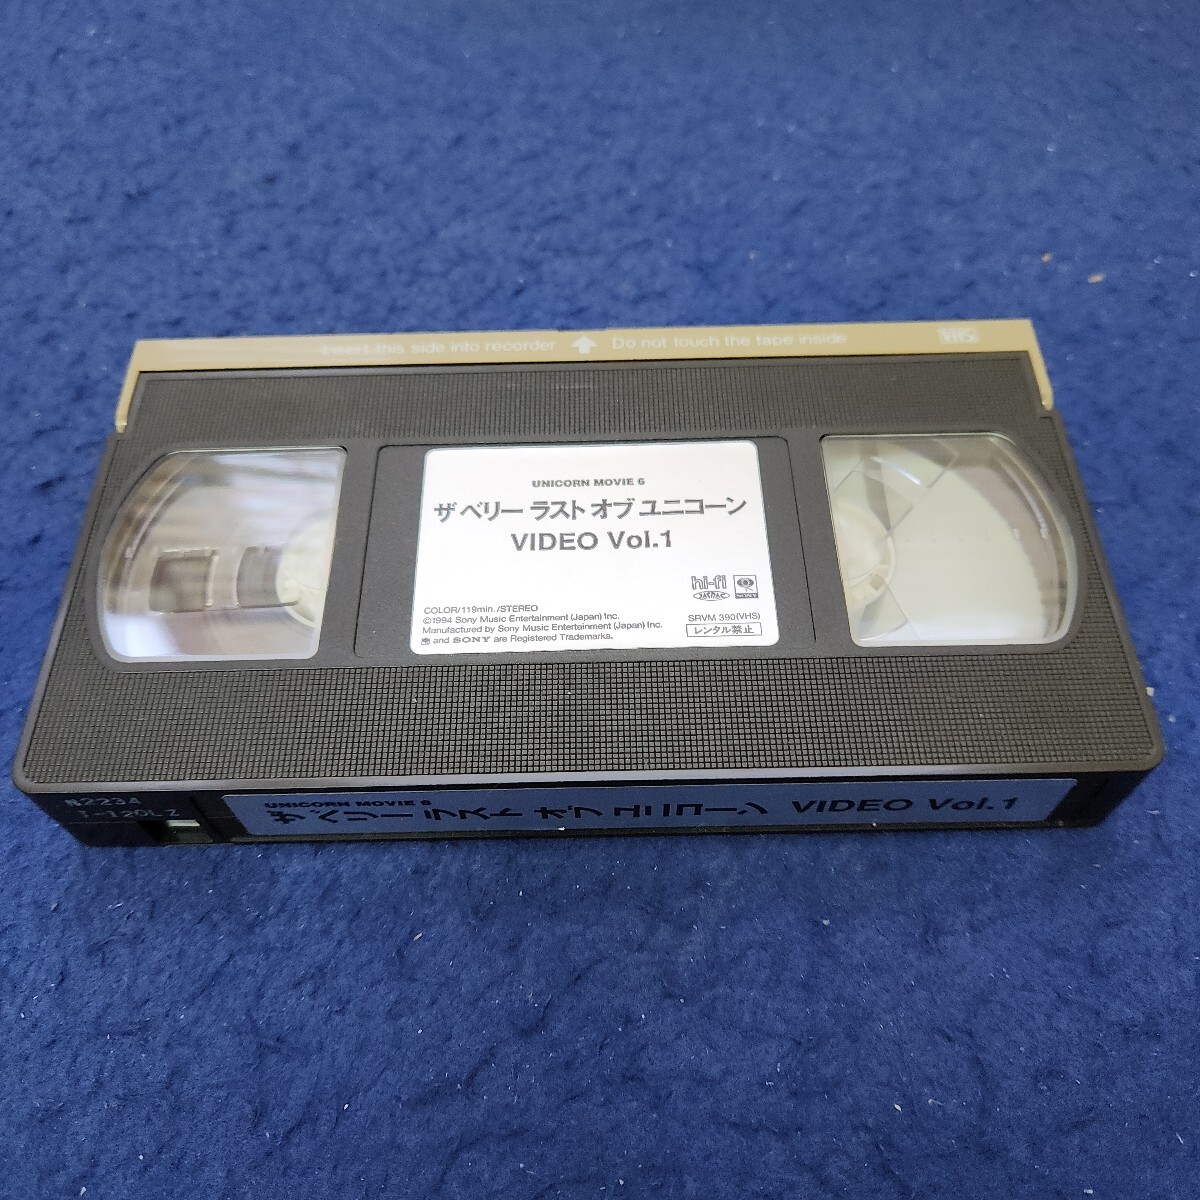 Insert this side into recorder ⬆ Do not touch the tape inside VHS
UNICORN MOVIE 6
ザ ベリー ラスト オブ ユニコーン
VIDEO Vol.1
hi-fi
JASRAC
SONY
COLOR/119min./STEREO
©1994 Sony Music Entertainment (Japan) Inc.
Manufactured by Sony Music Entertainment (Japan) Inc.
and SONY are Registered Trademarks.
SRVM 390(VHS)
レンタル禁止
T-120LZ
UNICORN MOVIE 6
ザ ベリー ラスト オブ ユニコーン VIDEO Vol.1